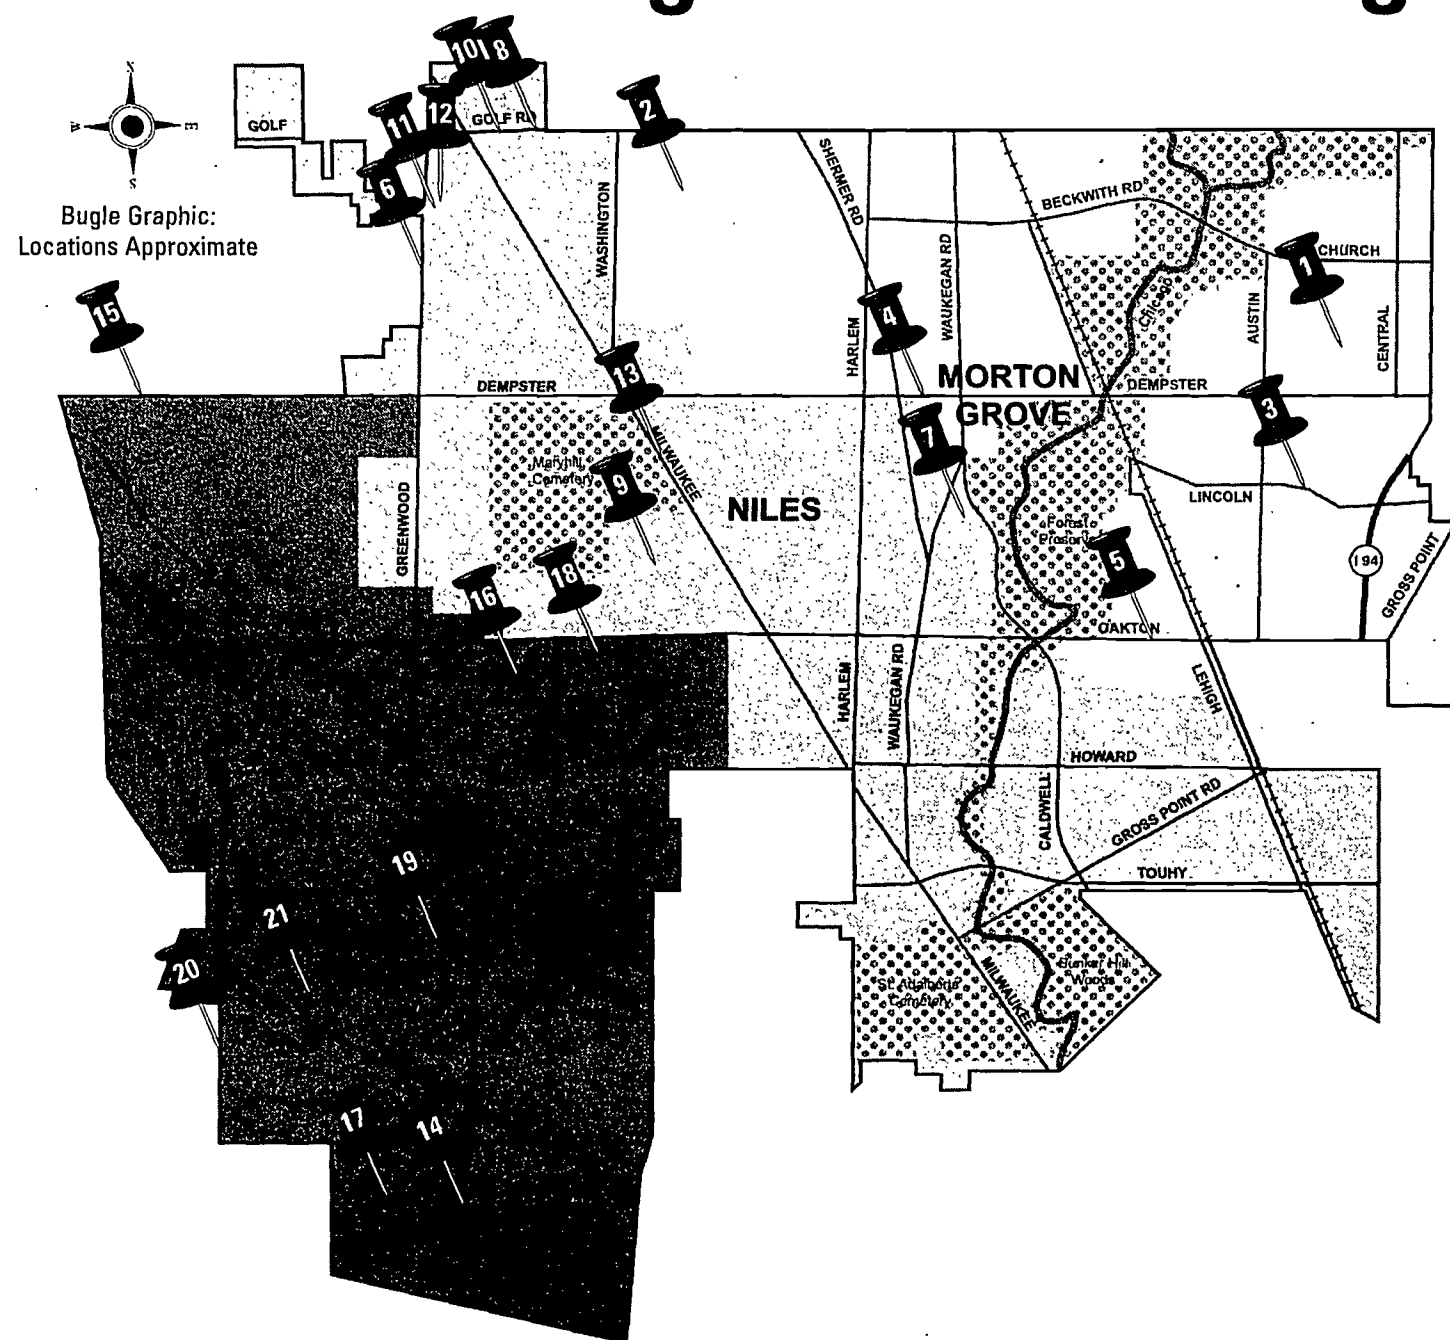 10
8
N
W
E
S
2
12
11
GOLF
GOLF RD
6
Bugle Graphic:
Locations Approximate
SHERMER RD
BECKWITH RD
WASHINGTON
WAUKEGAN RD
CHURCH
1
15
4
HARLEM
Chicago
AUSTIN
CENTRAL
13
DEMPSTER
MORTON
GROVE
DEMPSTER
3
7
MILWAUKEE
Maryhill
Cemetery
9
NILES
LINCOLN
GREENWOOD
Forest
Preserve
5
I 94
GROSS POINT
18
16
OAKTON
HARLEM
WAUKEGAN RD
LEHIGH
HOWARD
CALDWELL
GROSS POINT RD
19
TOUHY
21
20
St. Adalberts
Cemetery
MILWAUKEE
Bunker Hill
Woods
17
14